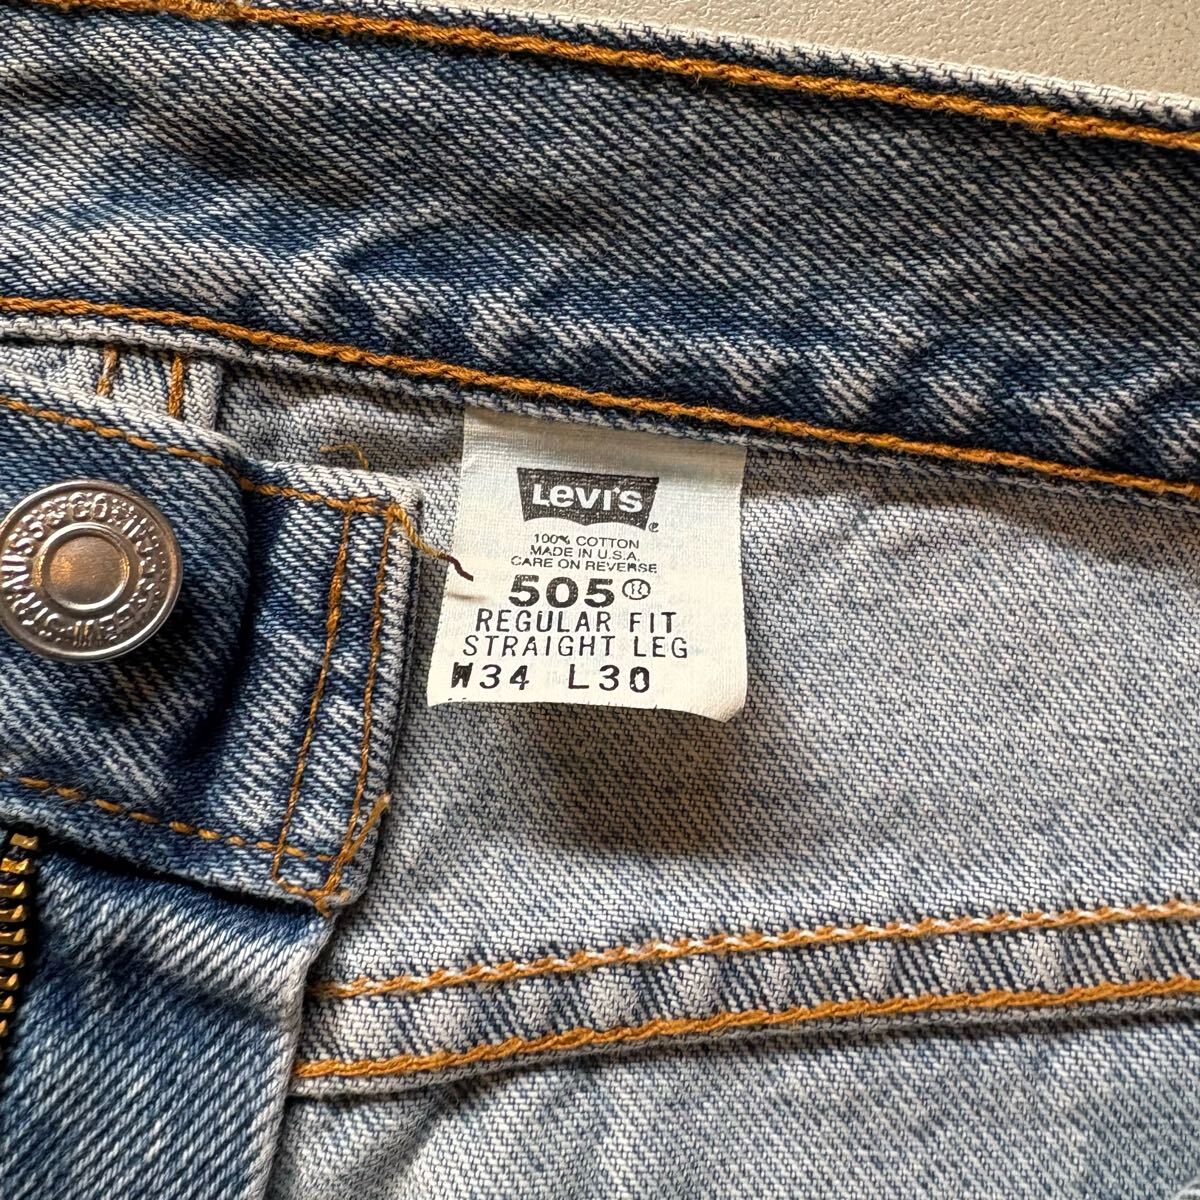 LEVI'S ®
100% COTTON
MADE IN U.S.A.
CARE ON REVERSE
505®
REGULAR FIT
STRAIGHT LEG
W34 L30